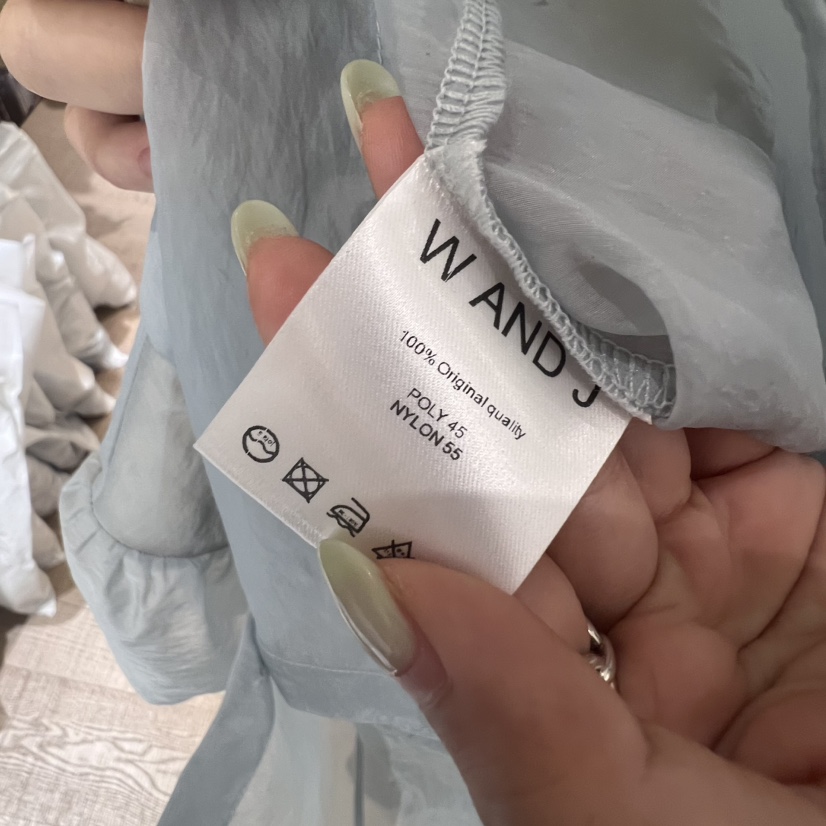 W AND J
100% Original quality
POLY 45
NYLON 55